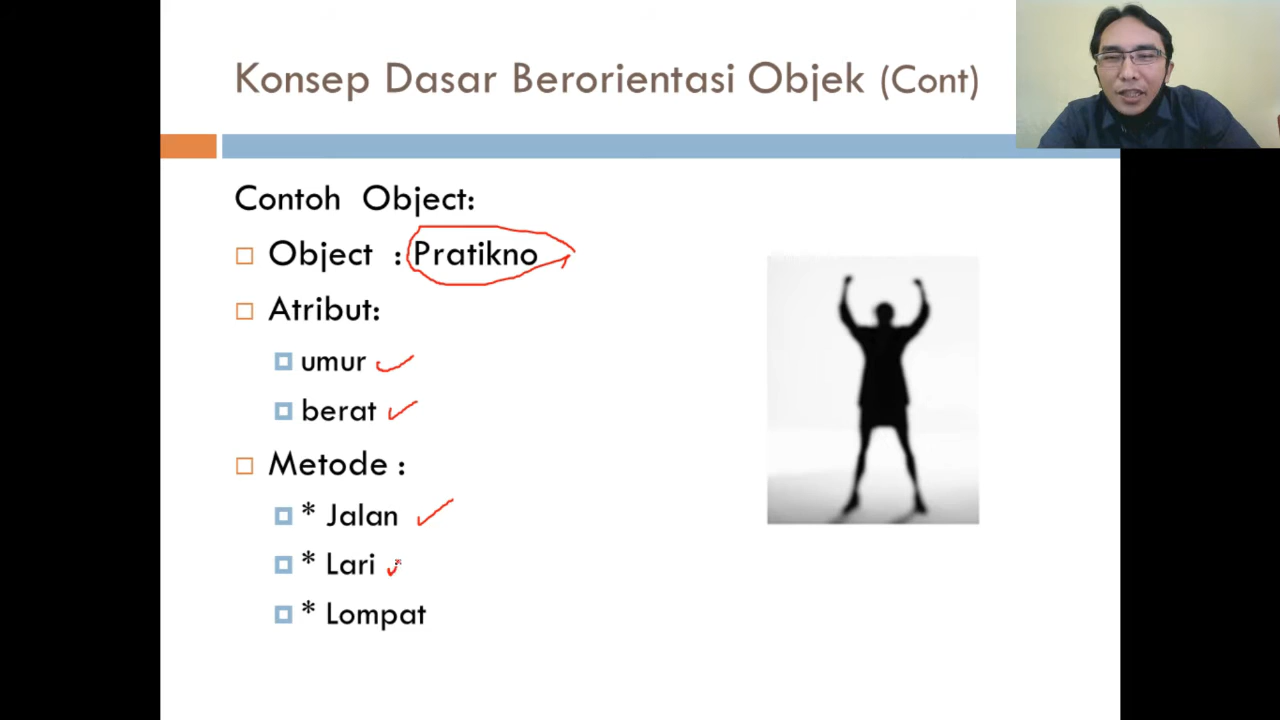 Konsep Dasar Berorientasi Objek (Cont)
Contoh Object:
Object : Pratikno
Atribut:
umur
berat
Metode :
* Jalan
* Lari
* Lompat